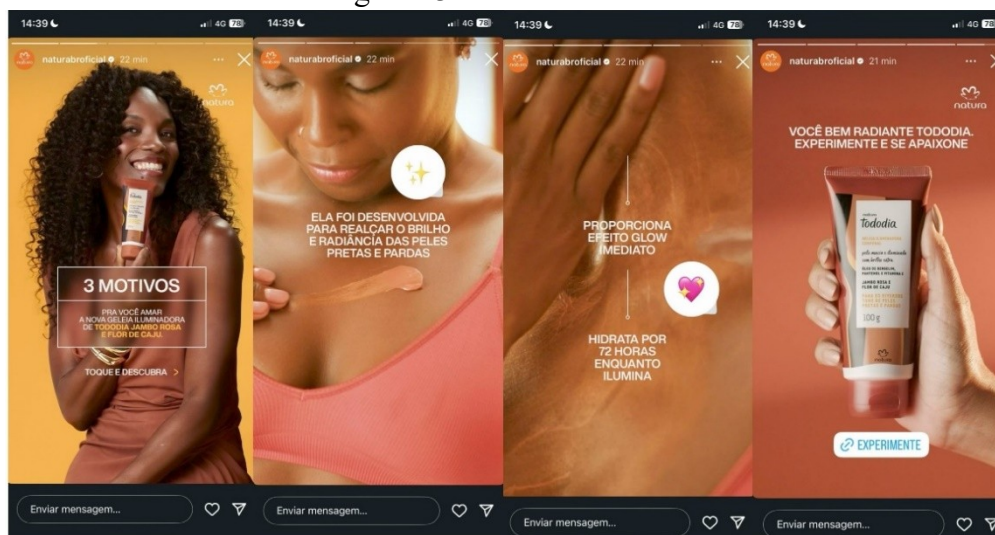 14:39
4G 78
naturabroficial 22 min
natura
3 MOTIVOS
PRA VOCÊ AMAR
A NOVA GELEIA ILUMINADORA
DE TODODIA JAMBO ROSA
E FLOR DE CAJU.
TOQUE E DESCUBRA >
Enviar mensagem...
14:39
4G 78
naturabroficial 22 min
ELA FOI DESENVOLVIDA
PARA REALÇAR O BRILHO
E RADIÂNCIA DAS PELES
PRETAS E PARDAS
Enviar mensagem...
14:39
4G 78
naturabroficial 22 min
PROPORCIONA
EFEITO GLOW
IMEDIATO
HIDRATA POR
72 HORAS
ENQUANTO
ILUMINA
Enviar mensagem...
14:39
4G 78
naturabroficial 21 min
natura
VOCÊ BEM RADIANTE TODODIA.
EXPERIMENTE E SE APAIXONE
tododia
JAMBO ROSA E
FLOR DE CAJU
100 g
EXPERIMENTE
Enviar mensagem...